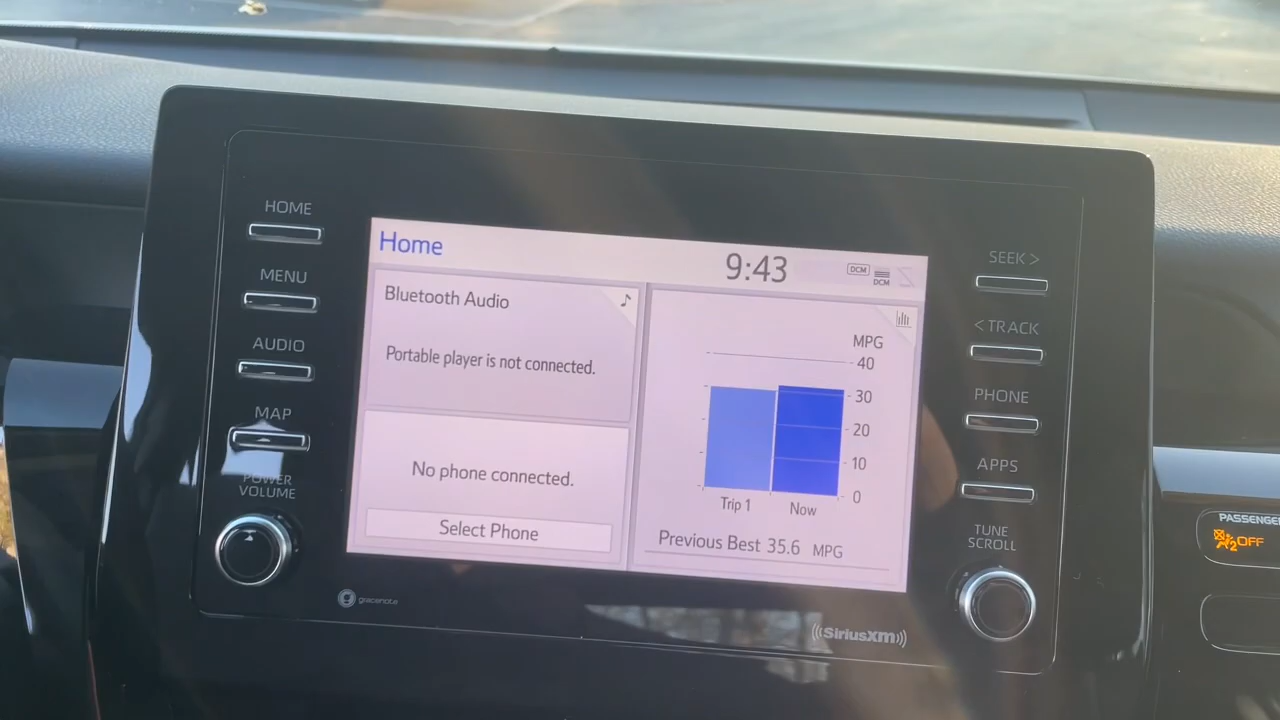 HOME
MENU
AUDIO
MAP
POWER
VOLUME
Home
9:43
DCM
DCM
Bluetooth Audio
Portable player is not connected.
No phone connected.
Select Phone
MPG
40
30
20
10
0
Trip 1
Now
Previous Best 35.6 MPG
SEEK >
< TRACK
PHONE
APPS
TUNE
SCROLL
gracenote
((SiriusXM))
PASSENGER
2 OFF